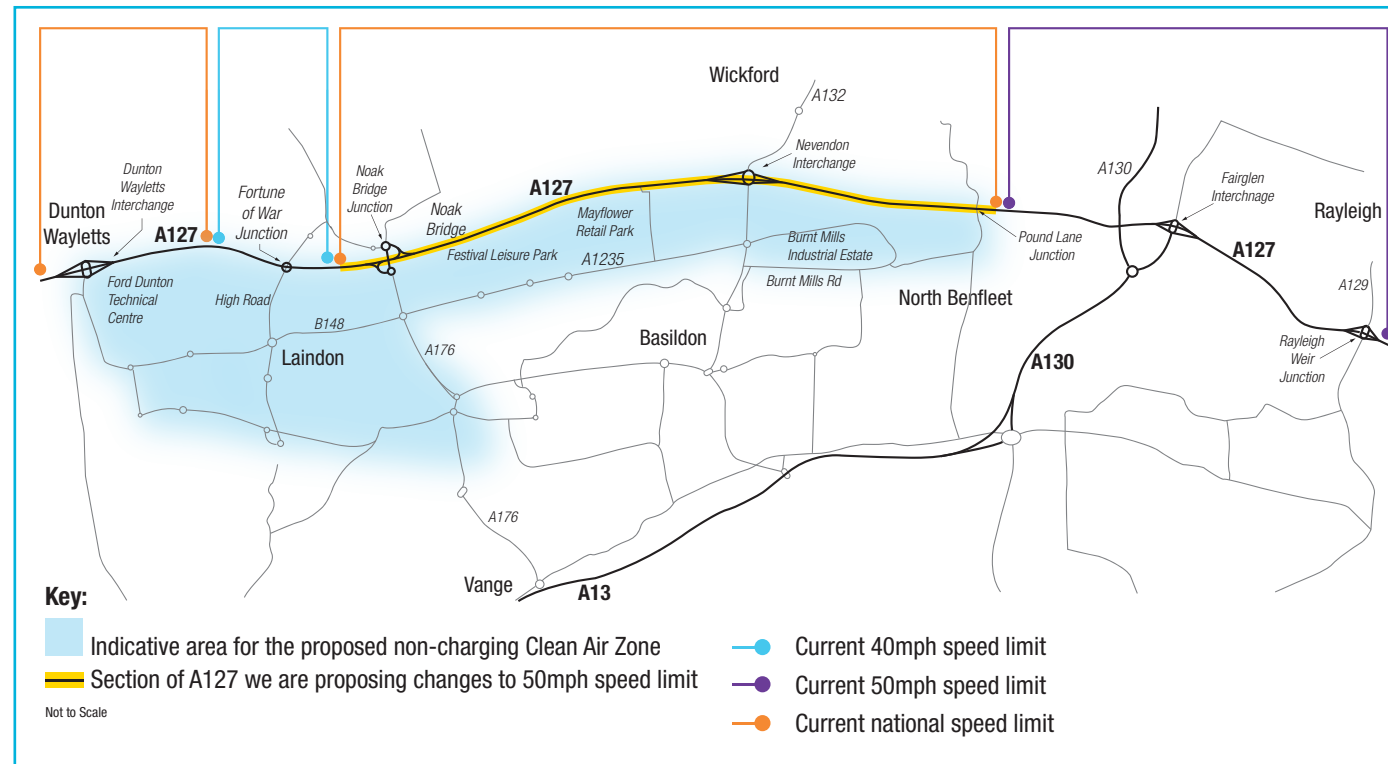 Wickford
A132
Nevendon
Interchange
Dunton
Wayletts
Interchange
Noak
Bridge
Junction
Fortune
of War
Junction
Dunton
Wayletts
A127
Noak
Bridge
A127
Mayflower
Retail Park
Festival Leisure Park
A1235
Burnt Mills
Industrial Estate
Burnt Mills Rd
Pound Lane
Junction
A130
Fairglen
Interchnage
Rayleigh
A127
A129
Rayleigh
Weir
Junction
Ford Dunton
Technical
Centre
High Road
B148
Laindon
A176
Basildon
North Benfleet
A130
A176
Vange
A13
Key:
Indicative area for the proposed non-charging Clean Air Zone
Section of A127 we are proposing changes to 50mph speed limit
Not to Scale
Current 40mph speed limit
Current 50mph speed limit
Current national speed limit